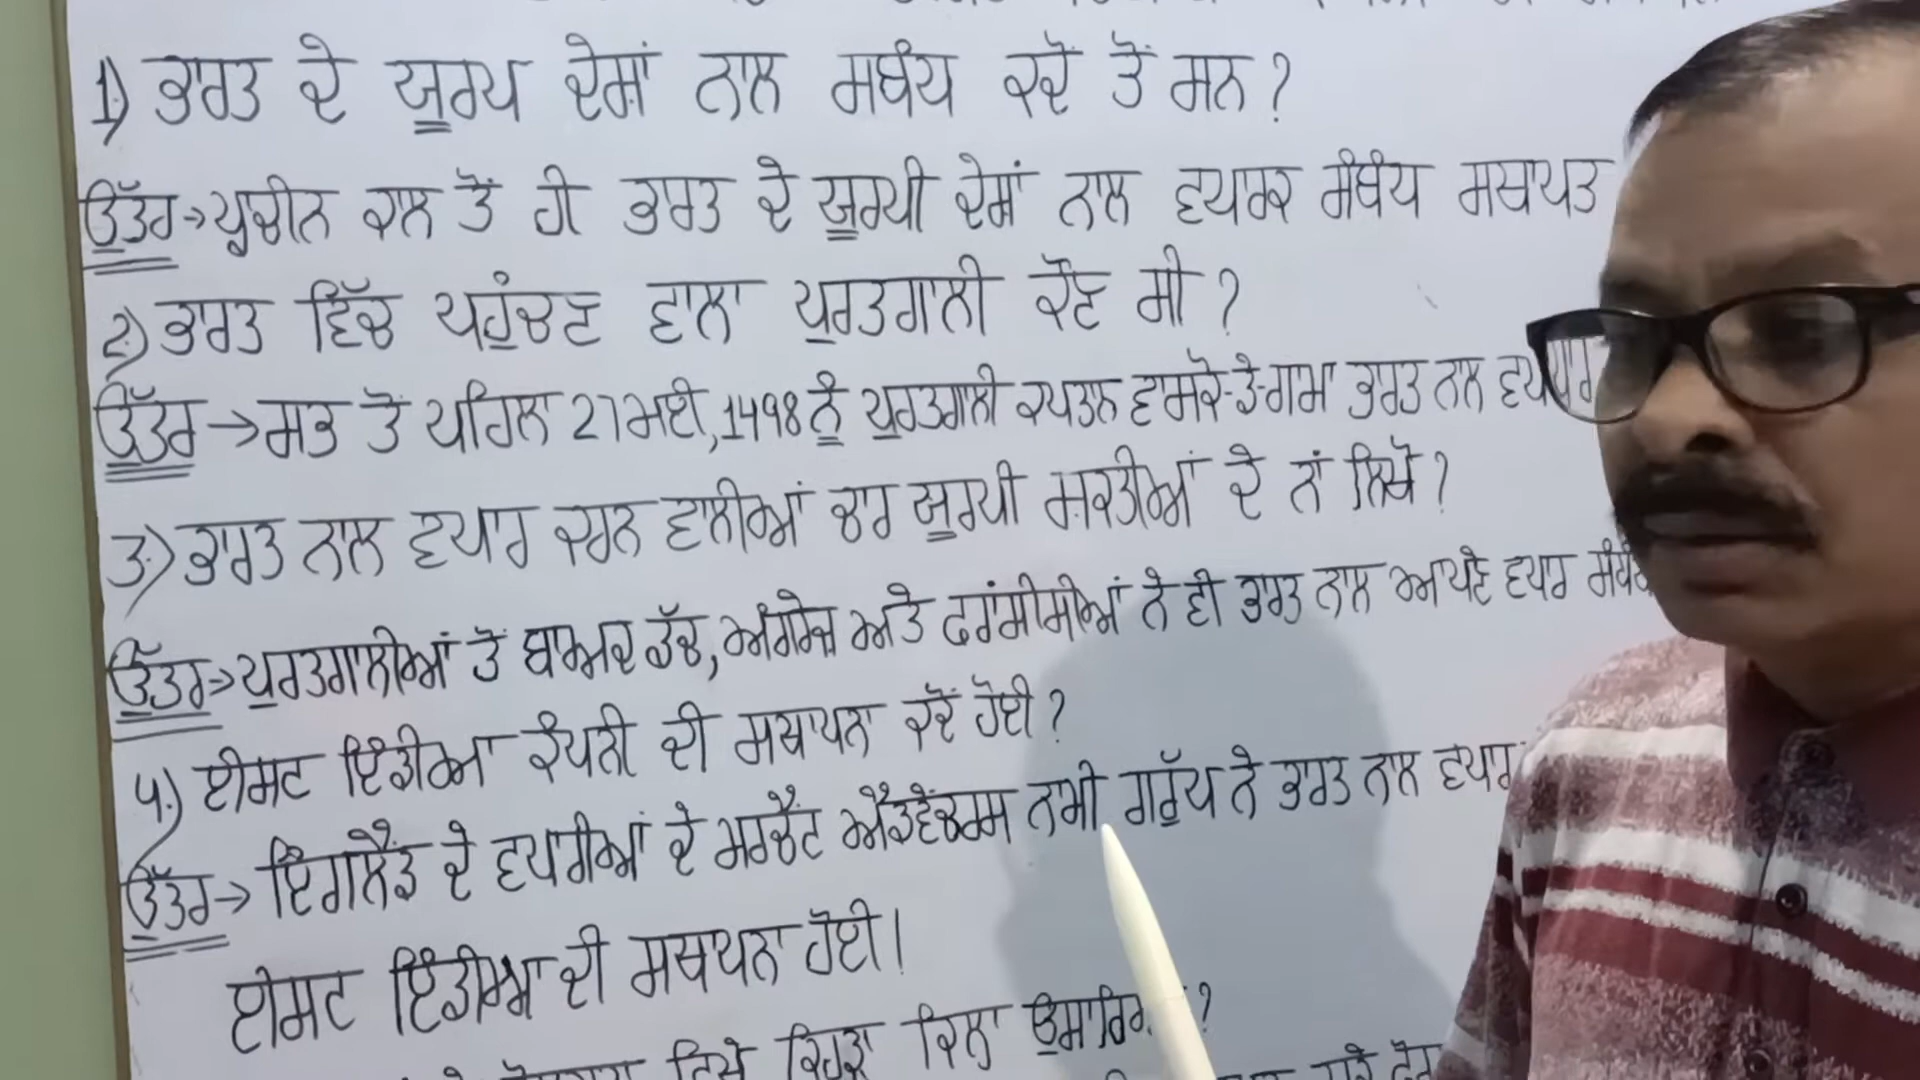 1) ਭਾਰਤ ਦੇ ਯੂਰਪ ਦੇਸ਼ਾਂ ਨਾਲ ਸਬੰਧ ਕਦੋਂ ਤੋਂ ਸਨ?
ਉੱਤਰ→ਪ੍ਰਾਚੀਨ ਕਾਲ ਤੋਂ ਹੀ ਭਾਰਤ ਦੇ ਯੂਰਪੀ ਦੇਸ਼ਾਂ ਨਾਲ ਵਪਾਰਕ ਸੰਬੰਧ ਸਥਾਪਤ
2) ਭਾਰਤ ਵਿੱਚ ਪਹੁੰਚਣ ਵਾਲਾ ਪੁਰਤਗਾਲੀ ਕੌਣ ਸੀ?
ਉੱਤਰ→ਸਭ ਤੋਂ ਪਹਿਲਾ 27 ਮਈ, 1498 ਨੂੰ ਪੁਰਤਗਾਲੀ ਕਪਤਾਨ ਵਾਸਕੋ-ਡੇ-ਗਾਮਾ ਭਾਰਤ ਨਾਲ ਵਪਾਰ
3) ਭਾਰਤ ਨਾਲ ਵਪਾਰ ਕਰਨ ਵਾਲੀਆਂ ਚਾਰ ਯੂਰਪੀ ਸ਼ਕਤੀਆਂ ਦੇ ਨਾਂ ਲਿਖੋ?
ਉੱਤਰ→ਪੁਰਤਗਾਲੀਆਂ ਤੋਂ ਬਾਅਦ ਡੱਚ, ਅੰਗਰੇਜ਼ ਅਤੇ ਫਰਾਂਸੀਸੀਆਂ ਨੇ ਵੀ ਭਾਰਤ ਨਾਲ ਆਪਣੇ ਵਪਾਰ
4) ਈਸਟ ਇੰਡੀਆ ਕੰਪਨੀ ਦੀ ਸਥਾਪਨਾ ਕਦੋਂ ਹੋਈ?
ਉੱਤਰ→ ਇੰਗਲੈਂਡ ਦੇ ਵਪਾਰੀਆਂ ਦੇ ਮਰਚੈਂਟ ਐਡਵੈਂਚਰਸ ਨਾਮੀ ਗਰੁੱਪ ਨੇ ਭਾਰਤ ਨਾਲ ਵਪਾਰ
ਈਸਟ ਇੰਡੀਆ ਦੀ ਸਥਾਪਨਾ ਹੋਈ।
ਕਿਹੜਾ ਕਿਲਾ